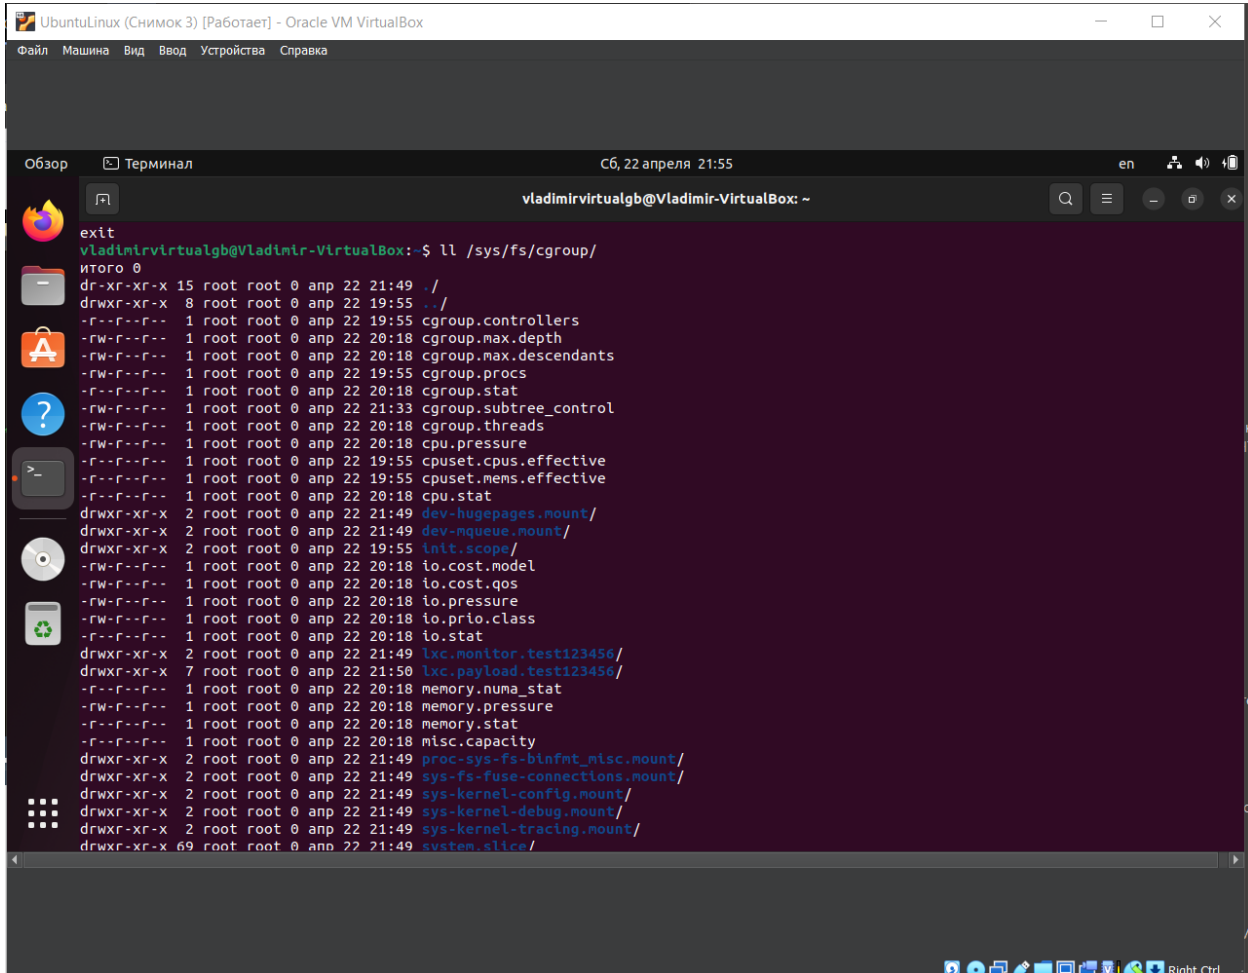 UbuntuLinux (Снимок 3) [Работает] - Oracle VM VirtualBox
Файл Машина Вид Ввод Устройства Справка
Обзор Терминал Сб, 22 апреля 21:55 en
vladimirvirtualgb@Vladimir-VirtualBox: ~
exit
vladimirvirtualgb@Vladimir-VirtualBox:~$ ll /sys/fs/cgroup/
итого 0
dr-xr-xr-x 15 root root 0 апр 22 21:49 ./
drwxr-xr-x  8 root root 0 апр 22 19:55 ../
-r--r--r--  1 root root 0 апр 22 19:55 cgroup.controllers
-rw-r--r--  1 root root 0 апр 22 20:18 cgroup.max.depth
-rw-r--r--  1 root root 0 апр 22 20:18 cgroup.max.descendants
-rw-r--r--  1 root root 0 апр 22 19:55 cgroup.procs
-r--r--r--  1 root root 0 апр 22 20:18 cgroup.stat
-rw-r--r--  1 root root 0 апр 22 21:33 cgroup.subtree_control
-rw-r--r--  1 root root 0 апр 22 20:18 cgroup.threads
-rw-r--r--  1 root root 0 апр 22 20:18 cpu.pressure
-r--r--r--  1 root root 0 апр 22 19:55 cpuset.cpus.effective
-r--r--r--  1 root root 0 апр 22 19:55 cpuset.mems.effective
-r--r--r--  1 root root 0 апр 22 20:18 cpu.stat
drwxr-xr-x  2 root root 0 апр 22 21:49 dev-hugepages.mount/
drwxr-xr-x  2 root root 0 апр 22 21:49 dev-mqueue.mount/
drwxr-xr-x  2 root root 0 апр 22 19:55 init.scope/
-rw-r--r--  1 root root 0 апр 22 20:18 io.cost.model
-rw-r--r--  1 root root 0 апр 22 20:18 io.cost.qos
-rw-r--r--  1 root root 0 апр 22 20:18 io.pressure
-rw-r--r--  1 root root 0 апр 22 20:18 io.prio.class
-r--r--r--  1 root root 0 апр 22 20:18 io.stat
drwxr-xr-x  2 root root 0 апр 22 21:49 lxc.monitor.test123456/
drwxr-xr-x  7 root root 0 апр 22 21:50 lxc.payload.test123456/
-r--r--r--  1 root root 0 апр 22 20:18 memory.numa_stat
-rw-r--r--  1 root root 0 апр 22 20:18 memory.pressure
-r--r--r--  1 root root 0 апр 22 20:18 memory.stat
-r--r--r--  1 root root 0 апр 22 20:18 misc.capacity
drwxr-xr-x  2 root root 0 апр 22 21:49 proc-sys-fs-binfmt_misc.mount/
drwxr-xr-x  2 root root 0 апр 22 21:49 sys-fs-fuse-connections.mount/
drwxr-xr-x  2 root root 0 апр 22 21:49 sys-kernel-config.mount/
drwxr-xr-x  2 root root 0 апр 22 21:49 sys-kernel-debug.mount/
drwxr-xr-x  2 root root 0 апр 22 21:49 sys-kernel-tracing.mount/
drwxr-xr-x 69 root root 0 апр 22 21:49 system.slice/
Right Ctrl